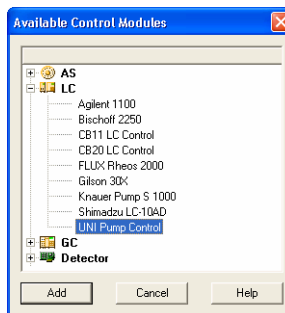 Available Control Modules
AS
LC
Agilent 1100
Bischoff 2250
CB11 LC Control
CB20 LC Control
FLUX Rheos 2000
Gilson 30X
Knauer Pump S 1000
Shimadzu LC-10AD
UNI Pump Control
GC
Detector
Add Cancel Help